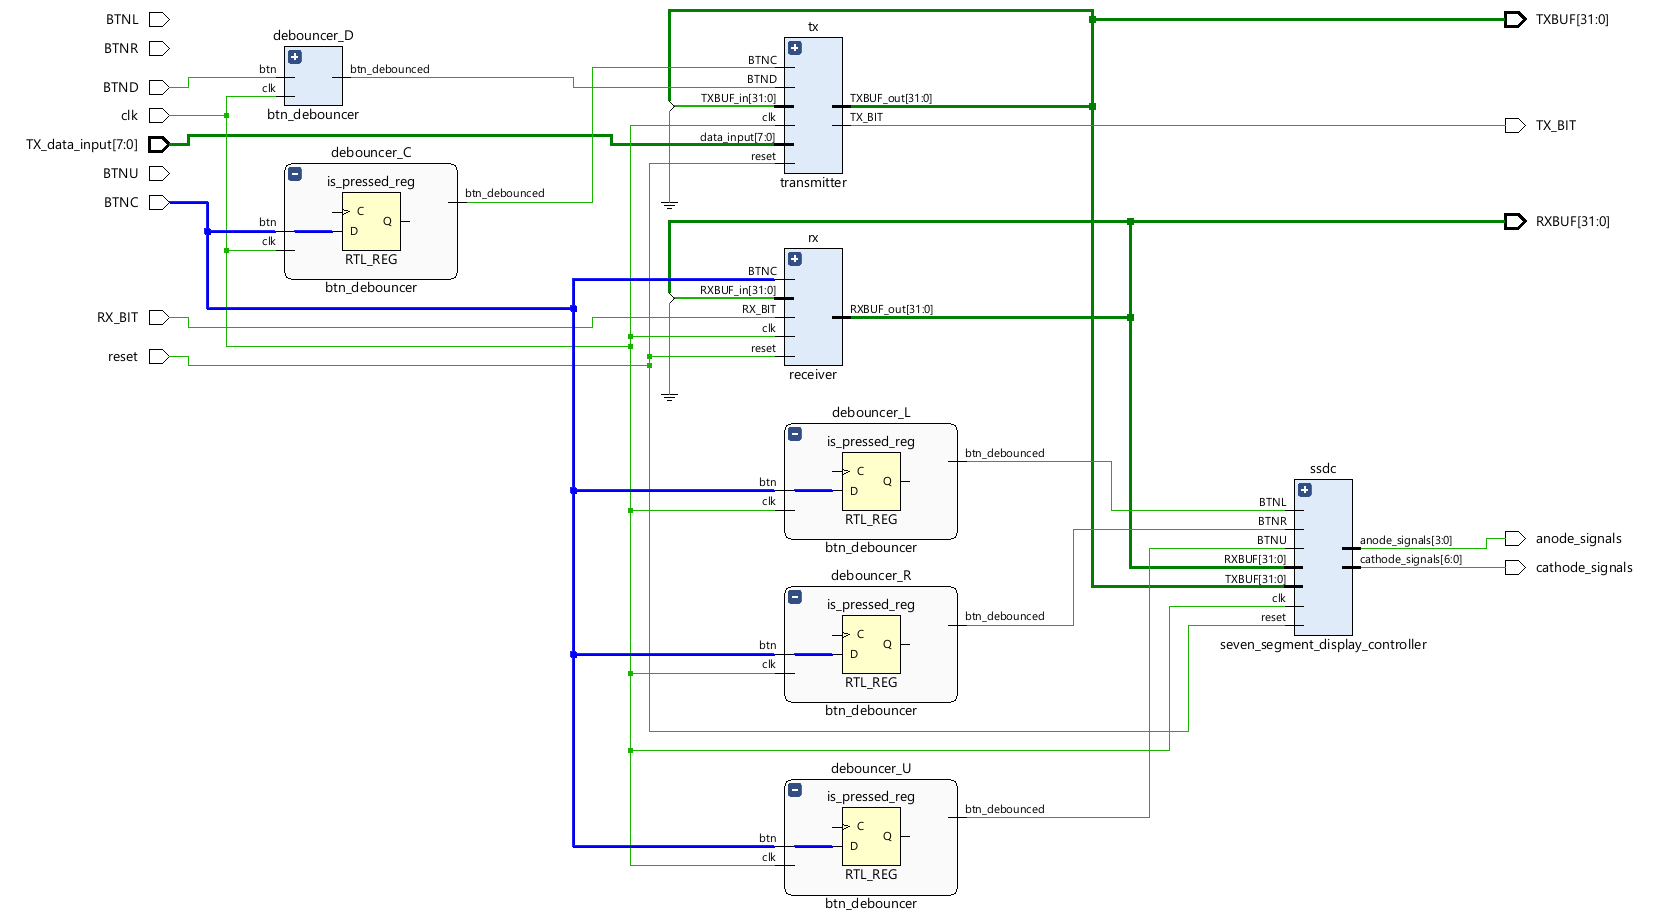 BTNL
BTNR
BTND
clk
TX_data_input[7:0]
BTNU
BTNC
RX_BIT
reset
debouncer_D
btn
clk
btn_debounced
btn_debouncer
debouncer_C
is_pressed_reg
C
Q
D
RTL_REG
btn
clk
btn_debounced
btn_debouncer
tx
BTNC
BTND
TXBUF_in[31:0]
clk
data_input[7:0]
reset
TXBUF_out[31:0]
TX_BIT
transmitter
rx
BTNC
RXBUF_in[31:0]
RX_BIT
clk
reset
RXBUF_out[31:0]
receiver
debouncer_L
is_pressed_reg
C
Q
D
RTL_REG
btn
clk
btn_debounced
btn_debouncer
debouncer_R
is_pressed_reg
C
Q
D
RTL_REG
btn
clk
btn_debounced
btn_debouncer
debouncer_U
is_pressed_reg
C
Q
D
RTL_REG
btn
clk
btn_debounced
btn_debouncer
ssdc
BTNL
BTNR
BTNU
RXBUF[31:0]
TXBUF[31:0]
clk
reset
anode_signals[3:0]
cathode_signals[6:0]
seven_segment_display_controller
TXBUF[31:0]
TX_BIT
RXBUF[31:0]
anode_signals
cathode_signals